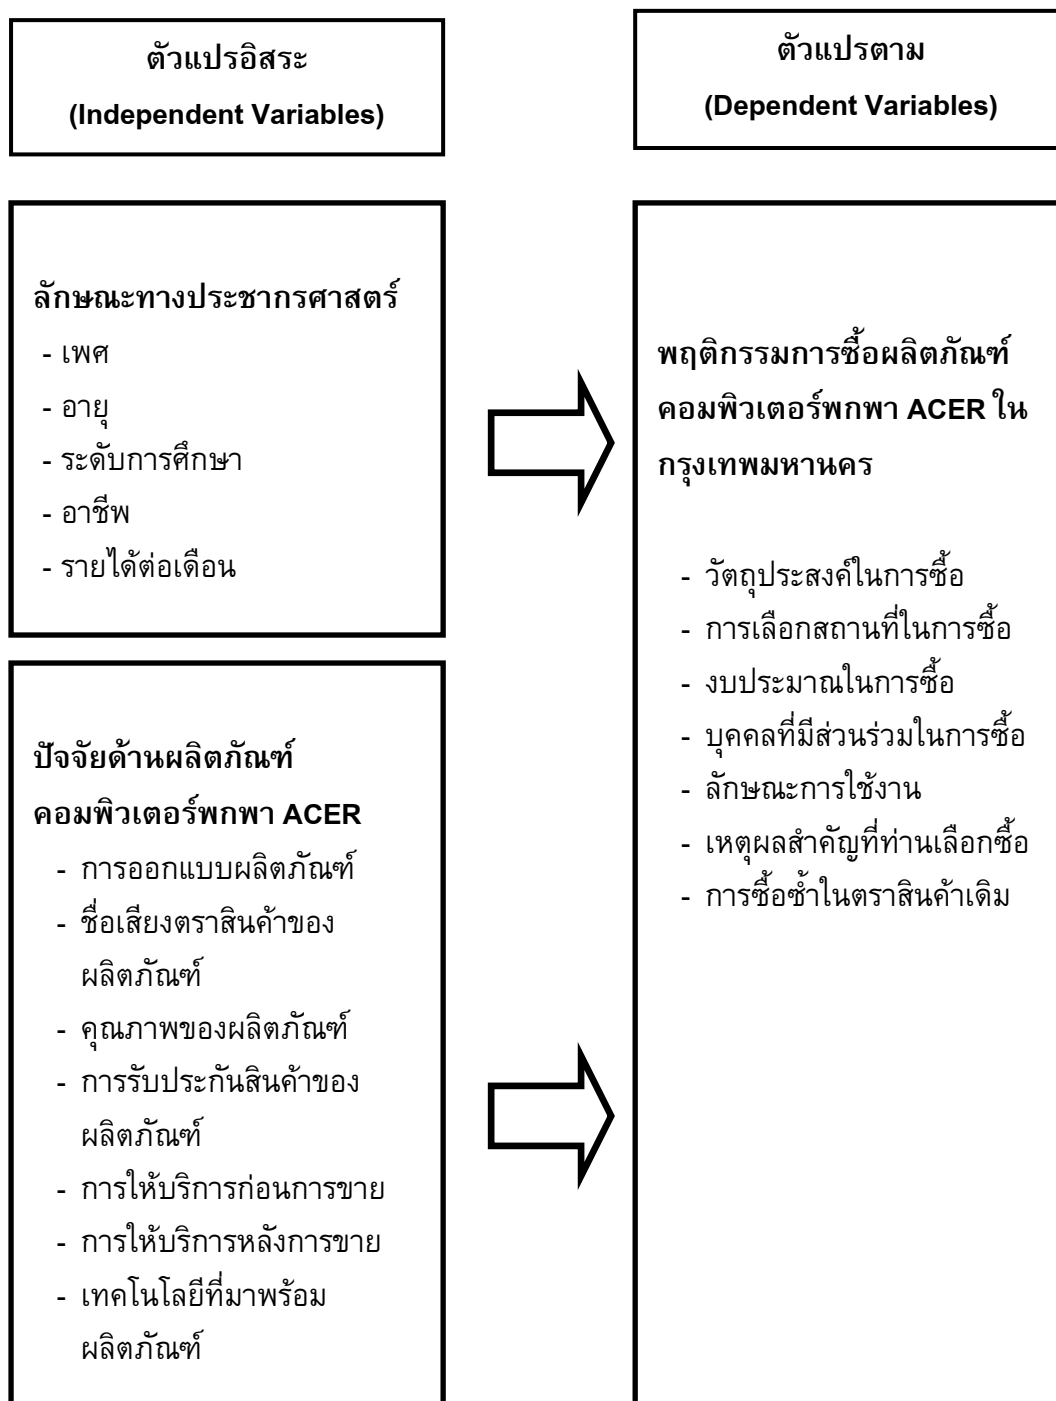 ตัวแปรอิสระ
(Independent Variables)
ตัวแปรตาม
(Dependent Variables)
ลักษณะทางประชากรศาสตร์
- เพศ
- อายุ
- ระดับการศึกษา
- อาชีพ
- รายได้ต่อเดือน
ปัจจัยด้านผลิตภัณฑ์
คอมพิวเตอร์พกพา ACER
- การออกแบบผลิตภัณฑ์
- ชื่อเสียงตราสินค้าของ
ผลิตภัณฑ์
- คุณภาพของผลิตภัณฑ์
- การรับประกันสินค้าของ
ผลิตภัณฑ์
- การให้บริการก่อนการขาย
- การให้บริการหลังการขาย
- เทคโนโลยีที่มาพร้อม
ผลิตภัณฑ์
พฤติกรรมการซื้อผลิตภัณฑ์
คอมพิวเตอร์พกพา ACER ใน
กรุงเทพมหานคร
- วัตถุประสงค์ในการซื้อ
- การเลือกสถานที่ในการซื้อ
- งบประมาณในการซื้อ
- บุคคลที่มีส่วนร่วมในการซื้อ
- ลักษณะการใช้งาน
- เหตุผลสำคัญที่ท่านเลือกซื้อ
- การซื้อซ้ำในตราสินค้าเดิม